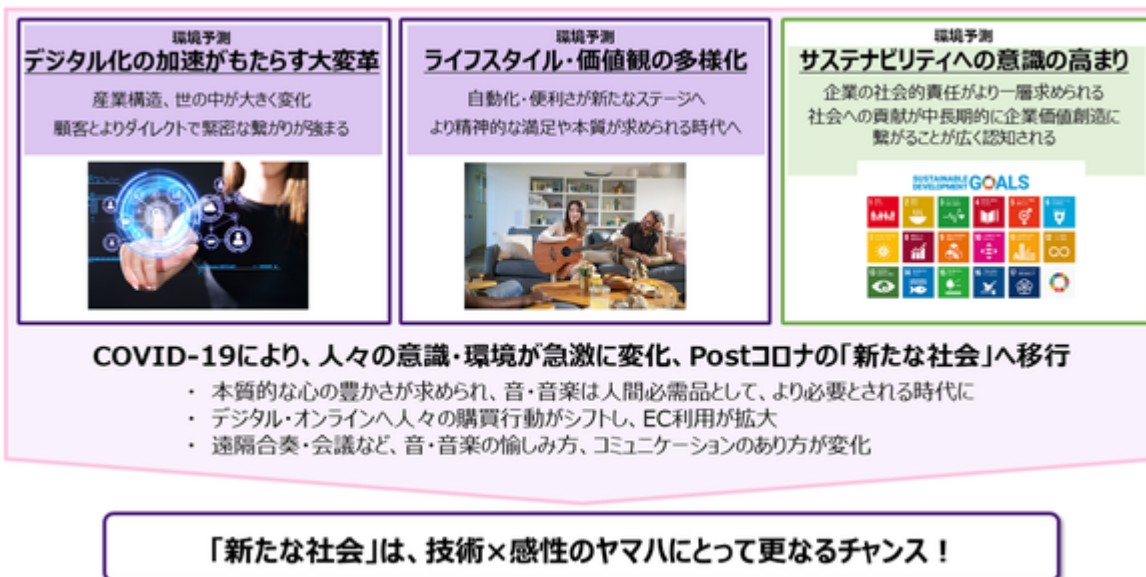 環境予測
デジタル化の加速がもたらす大変革
産業構造、世の中が大きく変化
顧客とよりダイレクトで緊密な繋がりが強まる
環境予測
ライフスタイル・価値観の多様化
自動化・便利さが新たなステージへ
より精神的な満足や本質が求められる時代へ
環境予測
サステナビリティへの意識の高まり
企業の社会的責任がより一層求められる
社会への貢献が中長期的に企業価値創造に
繋がることが広く認知される
SUSTAINABLE
DEVELOPMENT GOALS
COVID-19により、人々の意識・環境が急激に変化、Postコロナの「新たな社会」へ移行
・ 本質的な心の豊かさが求められ、音・音楽は人間必需品として、より必要とされる時代に
・ デジタル・オンラインへ人々の購買行動がシフトし、EC利用が拡大
・ 遠隔合奏・会議など、音・音楽の愉しみ方、コミュニケーションのあり方が変化
「新たな社会」は、技術×感性のヤマハにとって更なるチャンス！